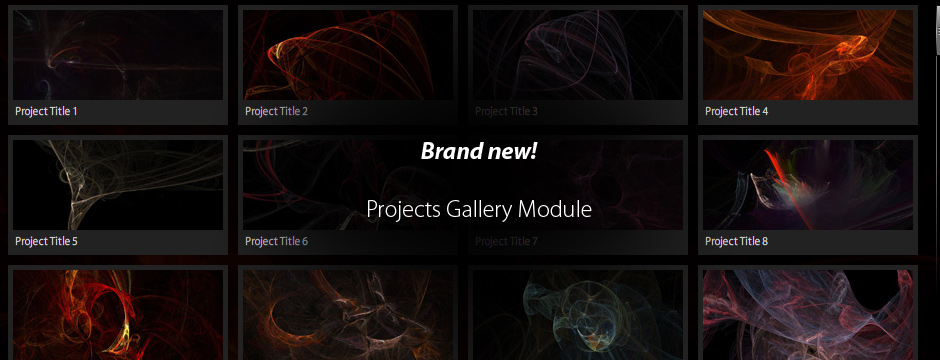 Project Title 1
Project Title 2
Project Title 3
Project Title 4
Brand new!
Projects Gallery Module
Project Title 5
Project Title 6
Project Title 7
Project Title 8